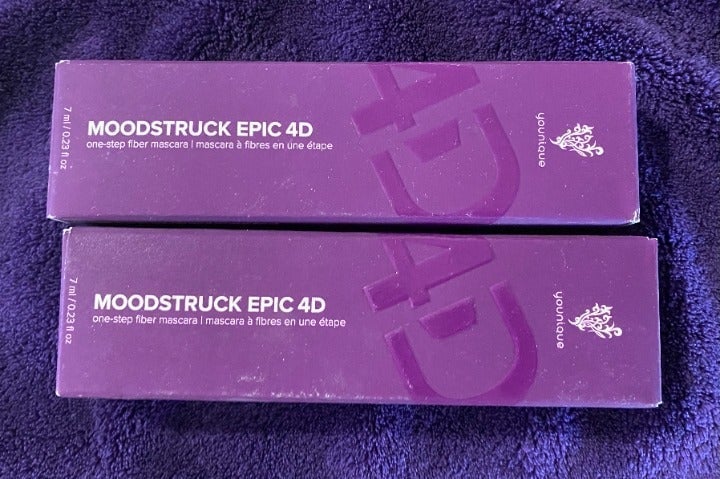 7 ml / 0.23 fl oz
MOODSTRUCK EPIC 4D
one-step fiber mascara | mascara à fibres en une étape
4D
younique
7 ml / 0.23 fl oz
MOODSTRUCK EPIC 4D
one-step fiber mascara | mascara à fibres en une étape
4D
younique